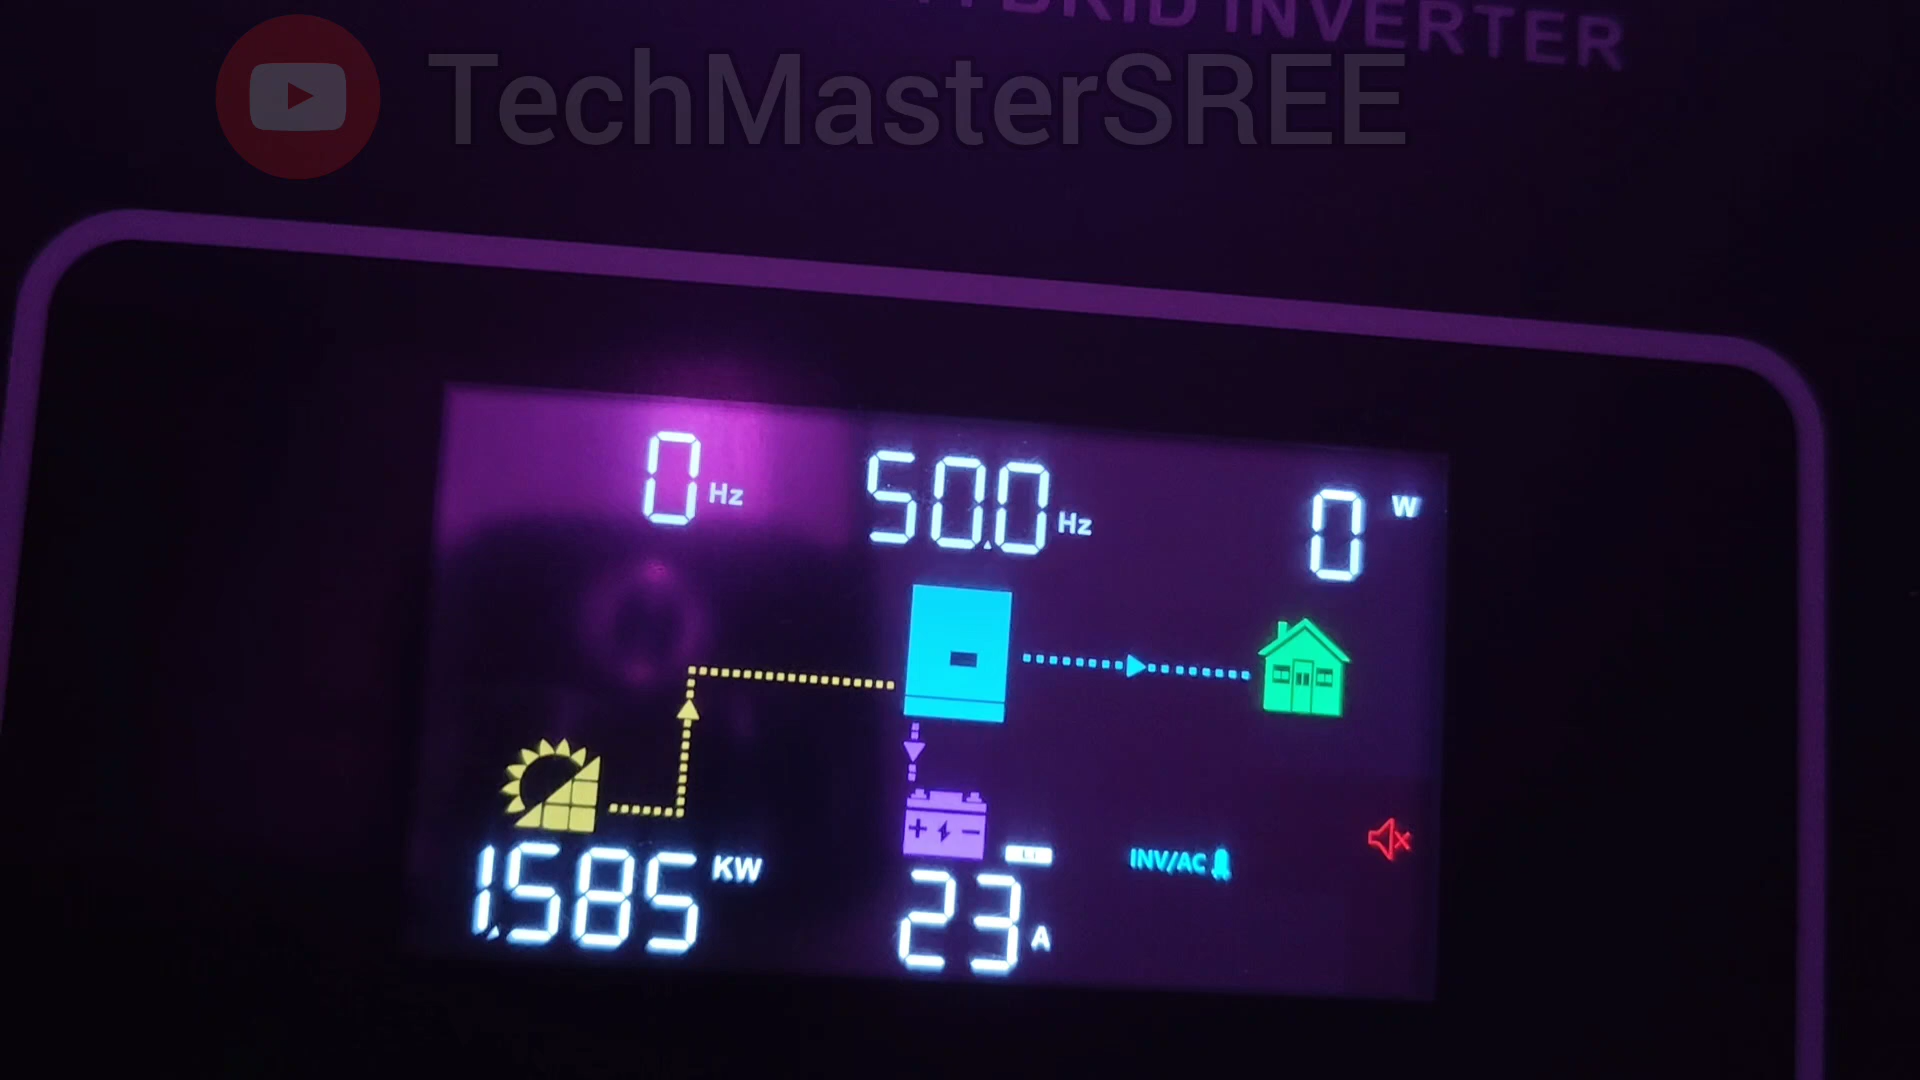 HYBRID INVERTER
TechMasterSREE
0 Hz 50.0 Hz 0 W
1.585 KW
INV/AC
23 A